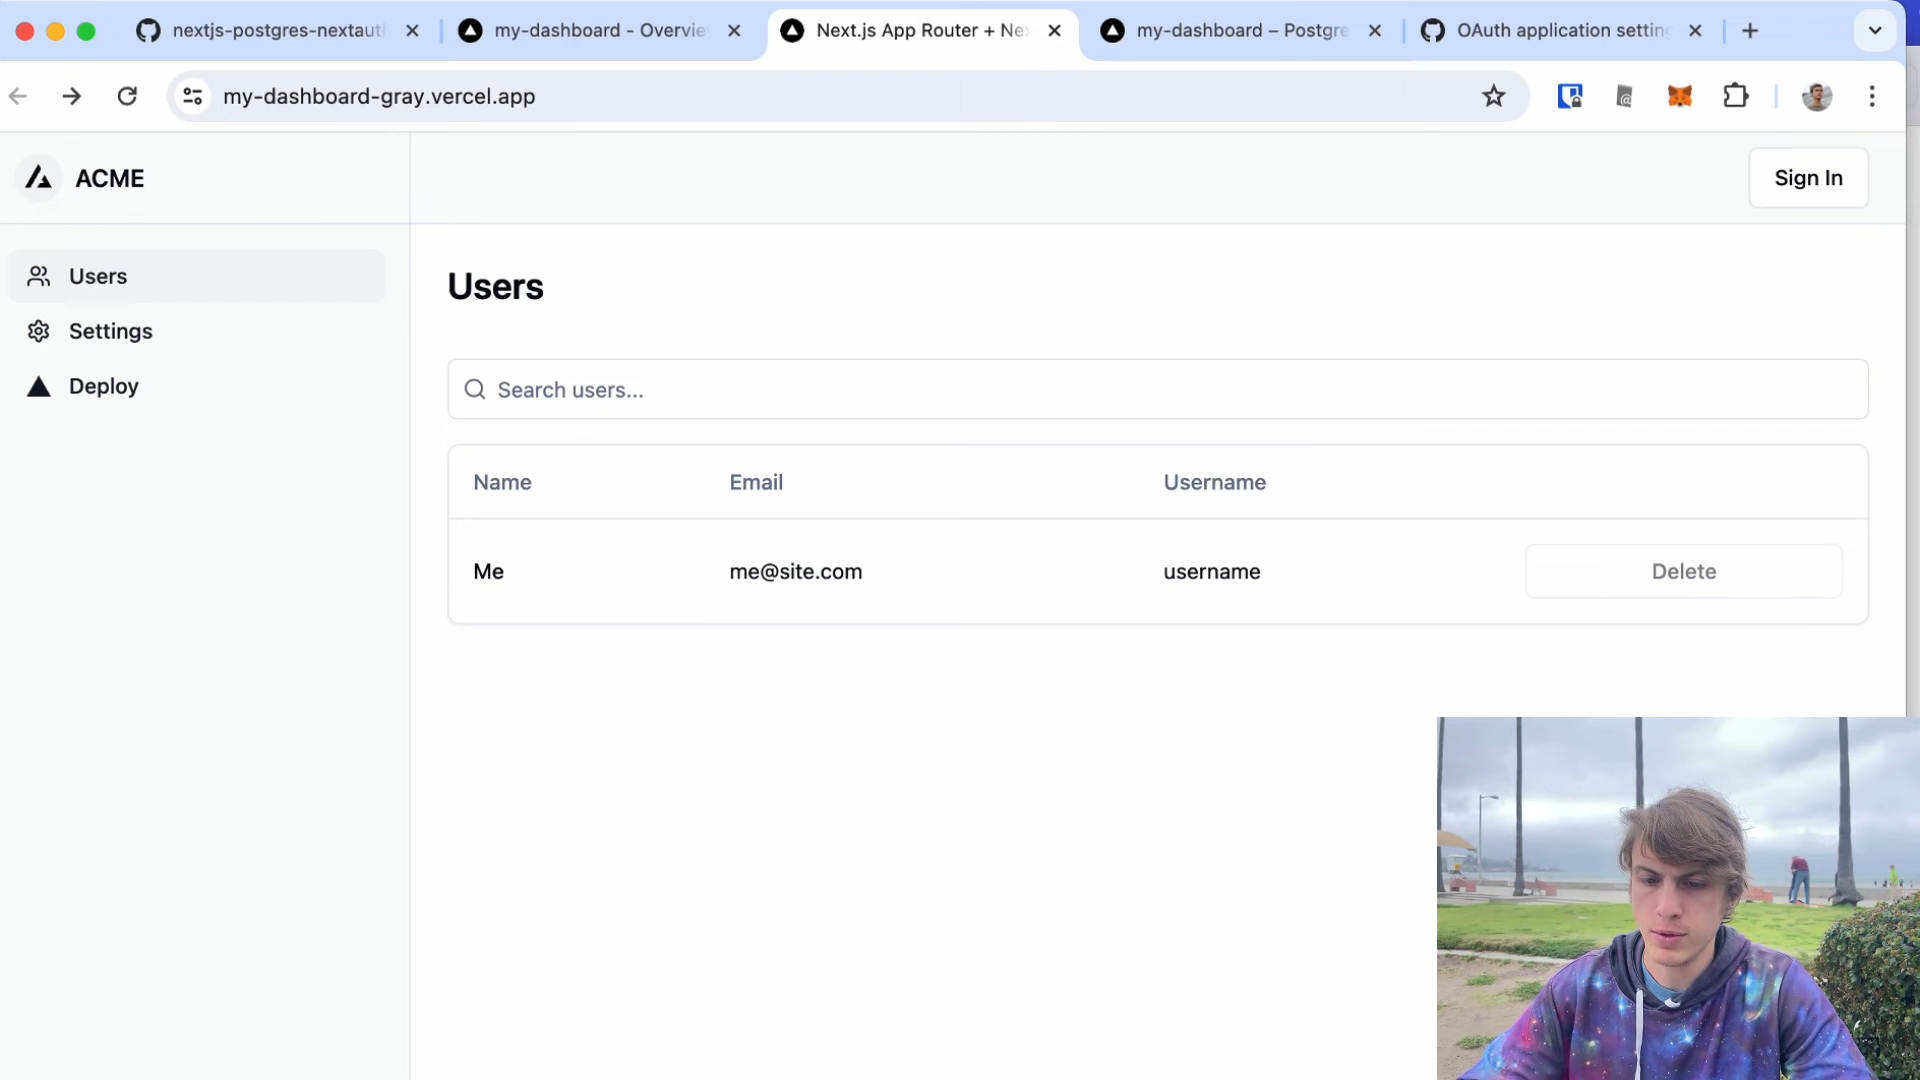 nextjs-postgres-nextaut
my-dashboard - Overvie
Next.js App Router + Ne
my-dashboard – Postgre
OAuth application settin
my-dashboard-gray.vercel.app
ACME
Sign In
Users
Settings
Deploy
Users
Search users...
Name Email Username
Me me@site.com username Delete